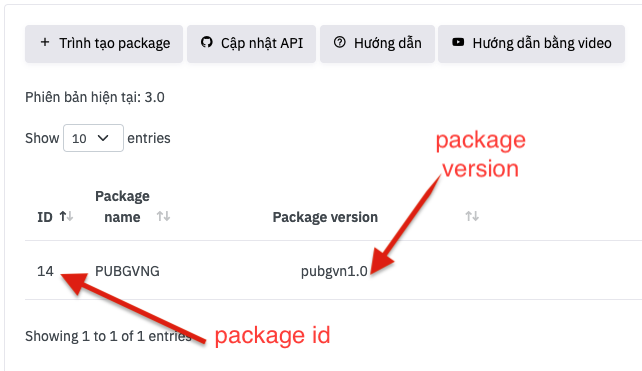 + Trình tạo package
Cập nhật API
Hướng dẫn
Hướng dẫn bằng video
Phiên bản hiện tại: 3.0
Show 10 entries
package
version
ID
Package
name
Package version
14
PUBGVNG
pubgvn1.0
Showing 1 to 1 of 1 entries
package id